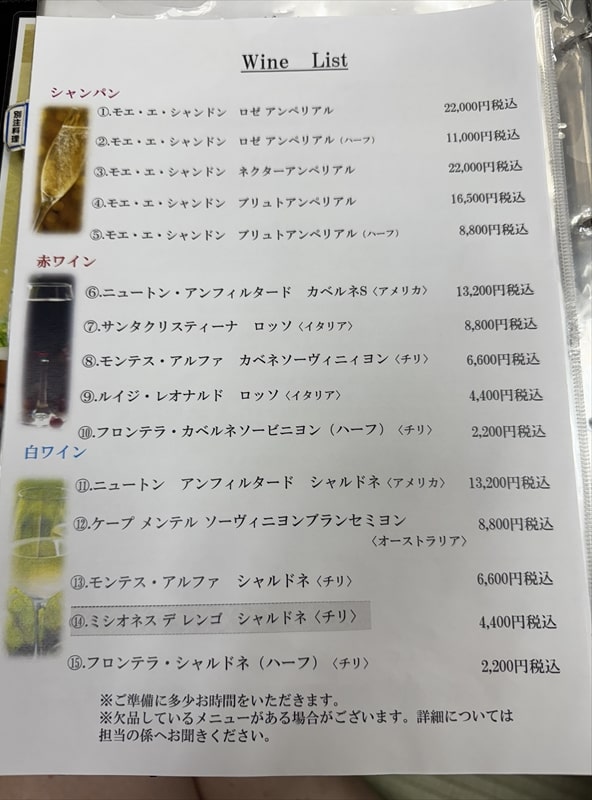 Wine List
別注料理
シャンパン
①.モエ・エ・シャンドン ロゼ アンペリアル 22,000円税込
②.モエ・エ・シャンドン ロゼ アンペリアル（ハーフ） 11,000円税込
③.モエ・エ・シャンドン ネクターアンペリアル 22,000円税込
④.モエ・エ・シャンドン ブリュトアンペリアル 16,500円税込
⑤.モエ・エ・シャンドン ブリュトアンペリアル（ハーフ） 8,800円税込
赤ワイン
⑥.ニュートン・アンフィルタード カベルネS〈アメリカ〉 13,200円税込
⑦.サンタクリスティーナ ロッソ〈イタリア〉 8,800円税込
⑧.モンテス・アルファ カベネソーヴィニィヨン〈チリ〉 6,600円税込
⑨.ルイジ・レオナルド ロッソ〈イタリア〉 4,400円税込
⑩.フロンテラ・カベルネソービニヨン（ハーフ）〈チリ〉 2,200円税込
白ワイン
⑪.ニュートン アンフィルタード シャルドネ〈アメリカ〉 13,200円税込
⑫.ケープ メンテル ソーヴィニヨンブランセミヨン 8,800円税込
〈オーストラリア〉
⑬.モンテス・アルファ シャルドネ〈チリ〉 6,600円税込
⑭.ミシオネス デ レンゴ シャルドネ〈チリ〉 4,400円税込
⑮.フロンテラ・シャルドネ（ハーフ）〈チリ〉 2,200円税込
※ご準備に多少お時間をいただきます。
※欠品しているメニューがある場合がございます。詳細については
担当の係へお聞きください。